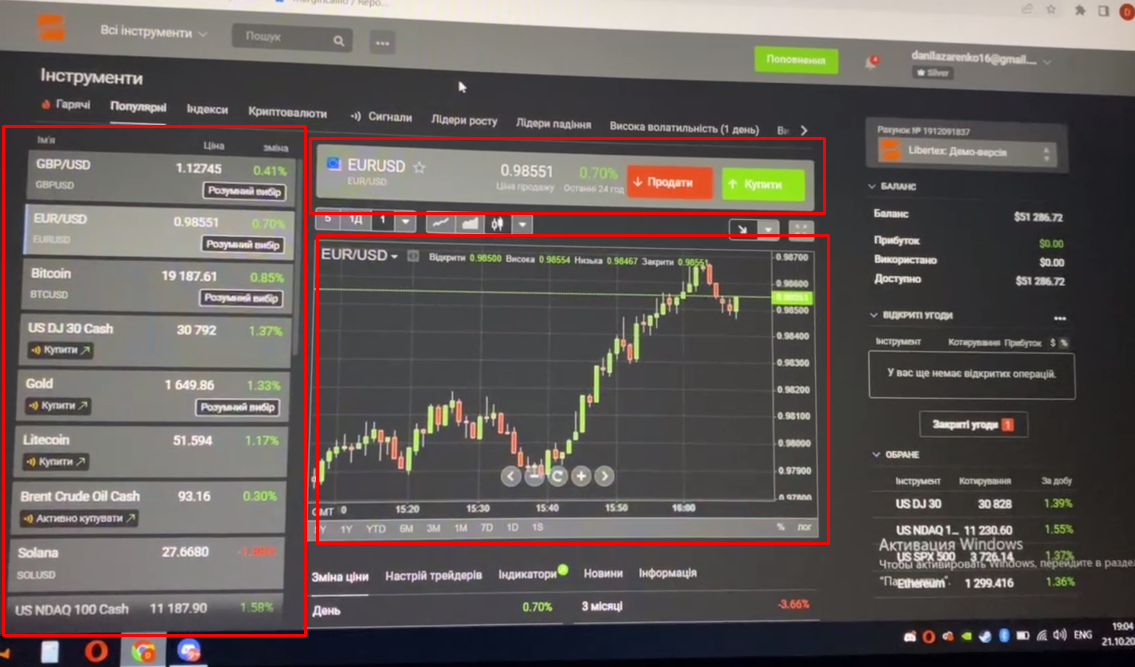 Всі інструменти
Пошук
Поповнення
4
danilazarenko16@gmail....
Silver
Інструменти
Гарячі
Популярні
Індекси
Криптовалюти
Сигнали
Лідери росту
Лідери падіння
Висока волатильність (1 день)
Ім'я Ціна зміна
GBP/USD 1.12745 0.41%
GBPUSD Розумний вибір
EUR/USD 0.98551 0.70%
EURUSD Розумний вибір
Bitcoin 19 187.61 0.85%
BTCUSD Розумний вибір
US DJ 30 Cash 30 792 1.37%
Купити
Gold 1 649.86 1.33%
Купити Розумний вибір
Litecoin 51.594 1.17%
Купити
Brent Crude Oil Cash 93.16 0.30%
Активно купувати
Solana 27.6680
SOLUSD
US NDAQ 100 Cash 11 187.90 1.58%
EURUSD 0.98551 0.70% Продати Купити
EUR/USD Ціна продажу Останні 24 год
5 1Д 1
EUR/USD Відкрити 0.98500 Висока 0.98554 Низька 0.98467 Закрити 0.98551
0.98700
0.98600
0.98551
0.98500
0.98400
0.98300
0.98200
0.98100
0.98000
0.97900
0.97800
GMT 15:20 15:30 15:40 15:50 16:00
1Y YTD 6M 3M 1M 7D 1D 1S % лог
Зміна ціни Настрій трейдерів Індикатори Новини Інформація
День 0.70% 3 місяці -3.66%
Рахунок № 1912091837
Libertex: Демо-версія
БАЛАНС
Баланс $51 286.72
Прибуток $0.00
Використано $0.00
Доступно $51 286.72
ВІДКРИТІ УГОДИ
Інструмент Котирування Прибуток $ %
У вас ще немає відкритих операцій.
Закриті угоди 1
ОБРАНЕ
Інструмент Котирування За добу
US DJ 30 30 828 1.39%
US NDAQ 1... 11 230.60 1.55%
Активация Windows
US SPX 500 3 726.14 1.37%
Чтобы активировать Windows, перейдите в раздел
Ethereum 1 299.416 1.36%
ENG
19:04
21.10.20